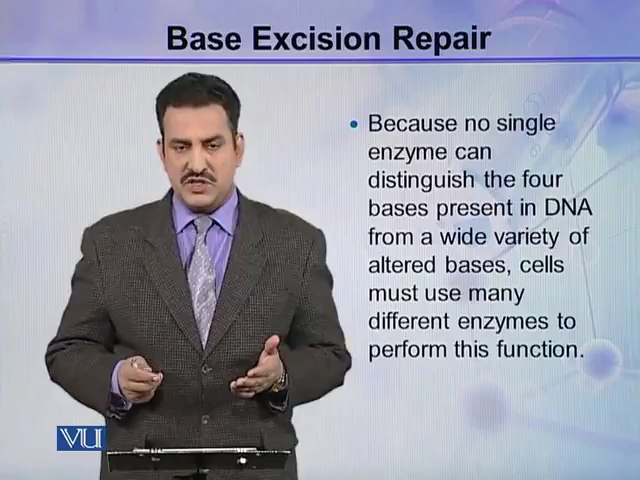 Base Excision Repair
Because no single
enzyme can
distinguish the four
bases present in DNA
from a wide variety of
altered bases, cells
must use many
different enzymes to
perform this function.
VU